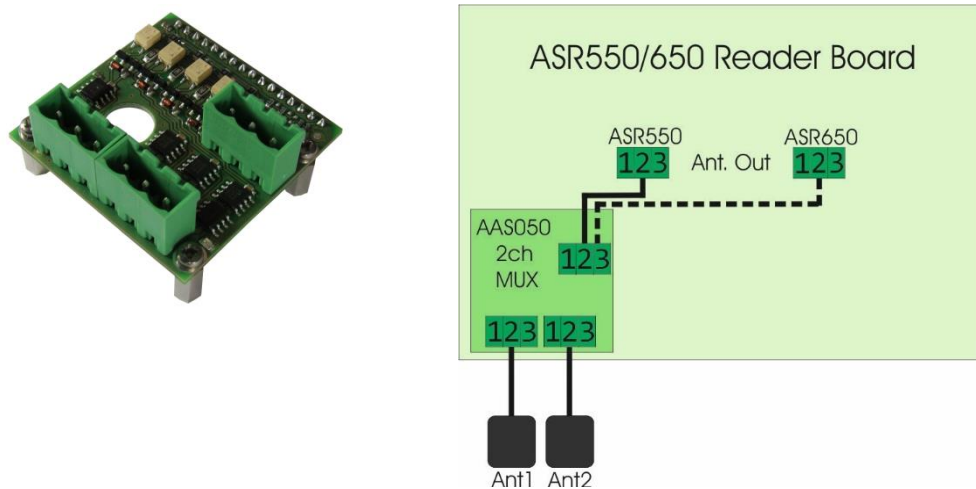 ASR550/650 Reader Board
ASR550 Ant. Out ASR650
123 123
AAS050
2ch
MUX
123
123 123
Ant1 Ant2